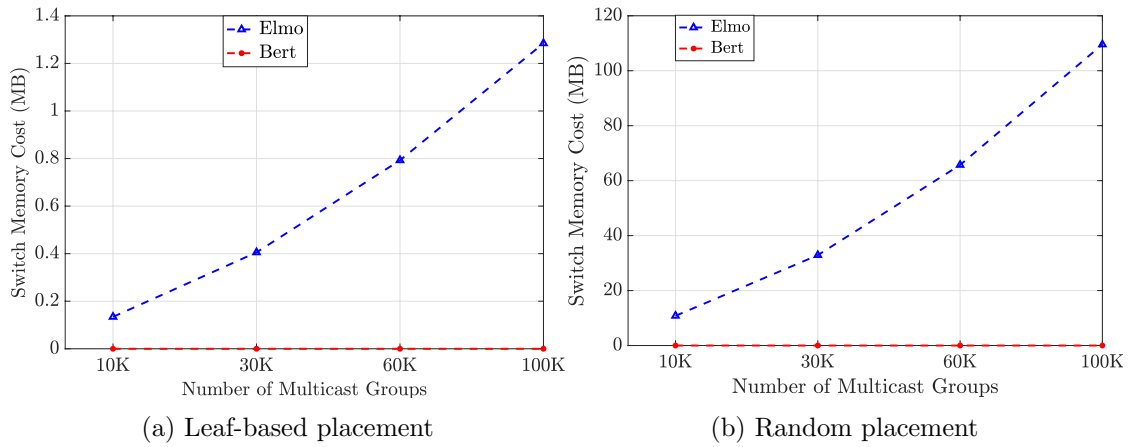 1.4
1.2
1
0.8
0.6
0.4
0.2
0
Switch Memory Cost (MB)
Elmo
Bert
10K 30K 60K 100K
Number of Multicast Groups
(a) Leaf-based placement
120
100
80
60
40
20
0
Switch Memory Cost (MB)
Elmo
Bert
10K 30K 60K 100K
Number of Multicast Groups
(b) Random placement